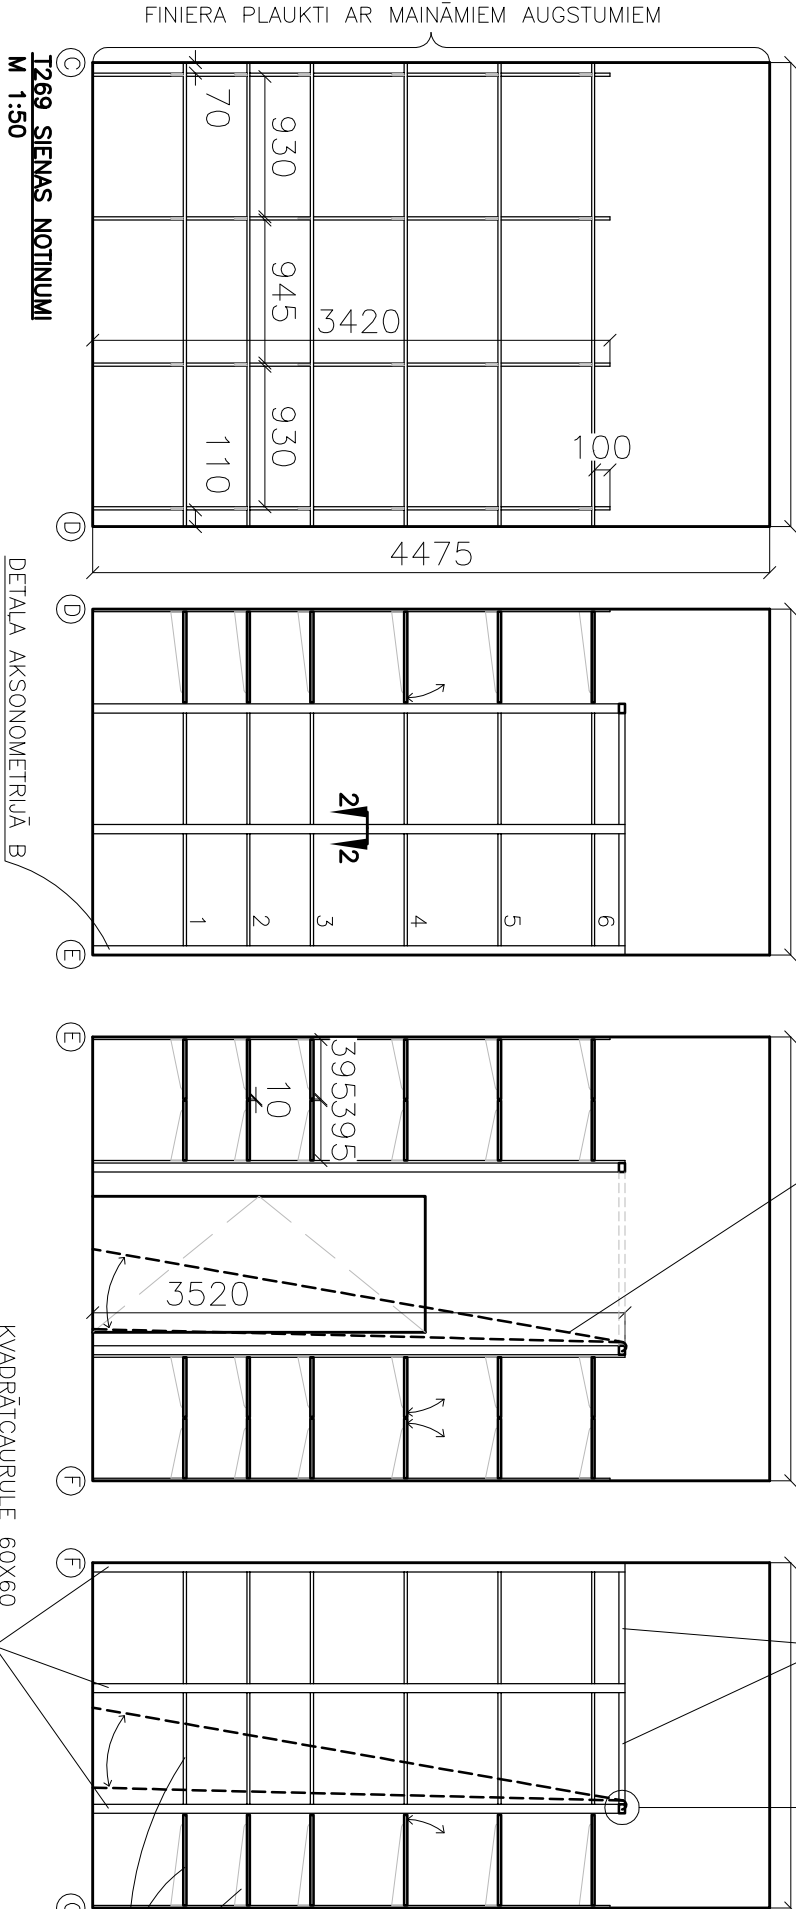 FINIERA PLAUKTI AR MAINĀMIEM AUGSTUMIEM
T269 SIENAS NOTINUMI
M 1:50
C
70
930
945
3420
930
110
100
D
4475
DETAĻA AKSONOMETRIJĀ B
D
2
2
1
2
3
4
5
6
E
E
395
395
10
3520
F
KVADRĀTCAURULE 60X60
F